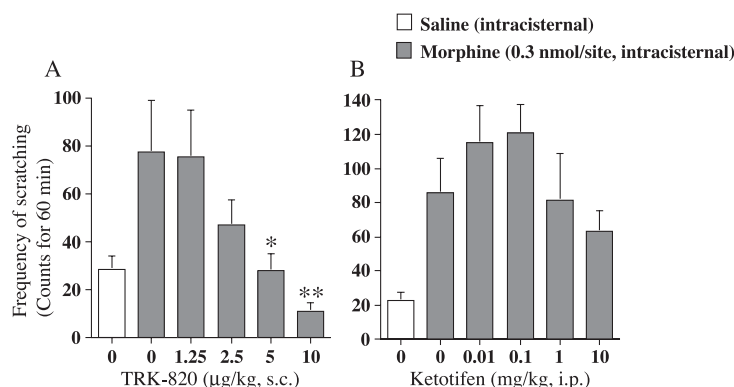 Saline (intracisternal)
Morphine (0.3 nmol/site, intracisternal)
A
Frequency of scratching
(Counts for 60 min)
100
80
60
40
20
0
*
**
0 0 1.25 2.5 5 10
TRK-820 (μg/kg, s.c.)
B
140
120
100
80
60
40
20
0
0 0 0.01 0.1 1 10
Ketotifen (mg/kg, i.p.)